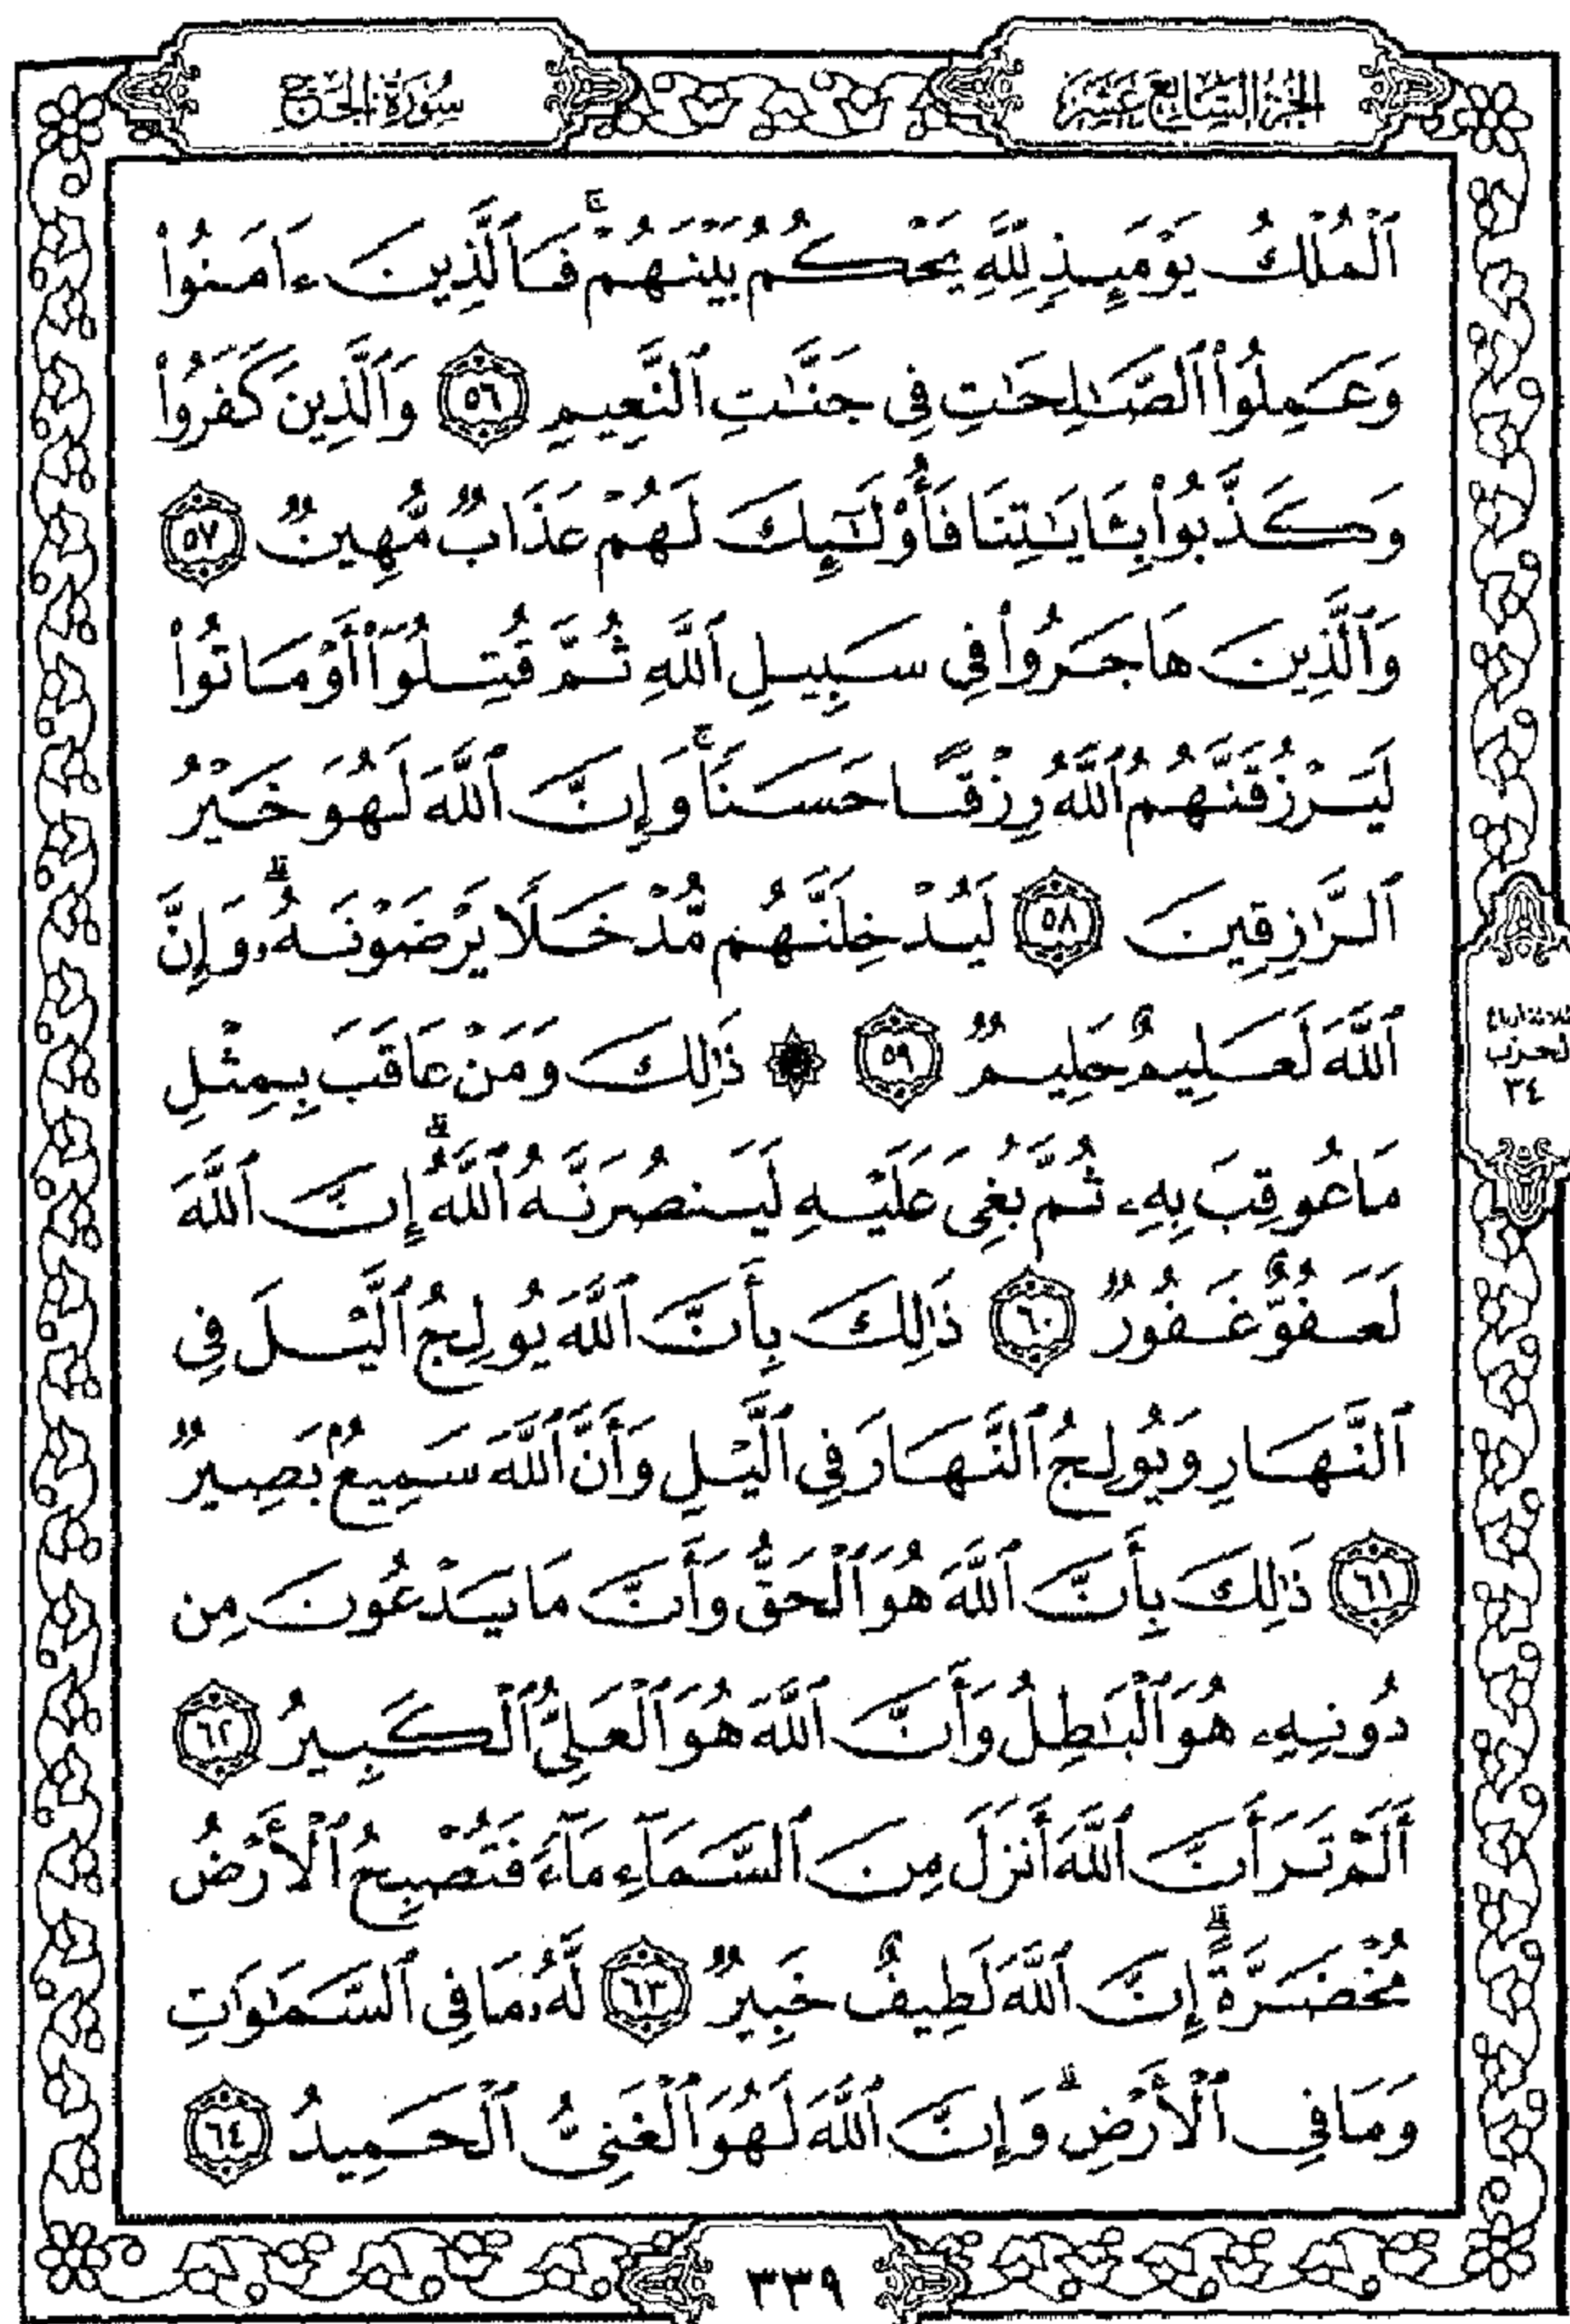 الجزء السابع عشر
سورة الحج
ٱلْمُلْكُ يَوْمَئِذٍ لِّلَّهِ يَحْكُمُ بَيْنَهُمْ ۚ فَٱلَّذِينَ ءَامَنُوا۟
وَعَمِلُوا۟ ٱلصَّـٰلِحَـٰتِ فِى جَنَّـٰتِ ٱلنَّعِيمِ ٥٦ وَٱلَّذِينَ كَفَرُوا۟
وَكَذَّبُوا۟ بِـَٔايَـٰتِنَا فَأُو۟لَـٰٓئِكَ لَهُمْ عَذَابٌ مُّهِينٌ ٥٧
وَٱلَّذِينَ هَاجَرُوا۟ فِى سَبِيلِ ٱللَّهِ ثُمَّ قُتِلُوٓا۟ أَوْ مَاتُوا۟
لَيَرْزُقَنَّهُمُ ٱللَّهُ رِزْقًا حَسَنًا ۚ وَإِنَّ ٱللَّهَ لَهُوَ خَيْرُ
ٱلرَّٰزِقِينَ ٥٨ لَيُدْخِلَنَّهُم مُّدْخَلًا يَرْضَوْنَهُۥ ۗ وَإِنَّ
ٱللَّهَ لَعَلِيمٌ حَلِيمٌ ٥٩ ۞ ذَٰلِكَ وَمَنْ عَاقَبَ بِمِثْلِ
مَا عُوقِبَ بِهِۦ ثُمَّ بُغِىَ عَلَيْهِ لَيَنصُرَنَّهُ ٱللَّهُ ۗ إِنَّ ٱللَّهَ
لَعَفُوٌّ غَفُورٌ ٦٠ ذَٰلِكَ بِأَنَّ ٱللَّهَ يُولِجُ ٱلَّيْلَ فِى
ٱلنَّهَارِ وَيُولِجُ ٱلنَّهَارَ فِى ٱلَّيْلِ وَأَنَّ ٱللَّهَ سَمِيعٌۢ بَصِيرٌ
٦١ ذَٰلِكَ بِأَنَّ ٱللَّهَ هُوَ ٱلْحَقُّ وَأَنَّ مَا يَدْعُونَ مِن
دُونِهِۦ هُوَ ٱلْبَـٰطِلُ وَأَنَّ ٱللَّهَ هُوَ ٱلْعَلِىُّ ٱلْكَبِيرُ ٦٢
أَلَمْ تَرَ أَنَّ ٱللَّهَ أَنزَلَ مِنَ ٱلسَّمَآءِ مَآءً فَتُصْبِحُ ٱلْأَرْضُ
مُخْضَرَّةً ۗ إِنَّ ٱللَّهَ لَطِيفٌ خَبِيرٌ ٦٣ لَّهُۥ مَا فِى ٱلسَّمَـٰوَٰتِ
وَمَا فِى ٱلْأَرْضِ ۗ وَإِنَّ ٱللَّهَ لَهُوَ ٱلْغَنِىُّ ٱلْحَمِيدُ ٦٤
٣٤
٣٣٩